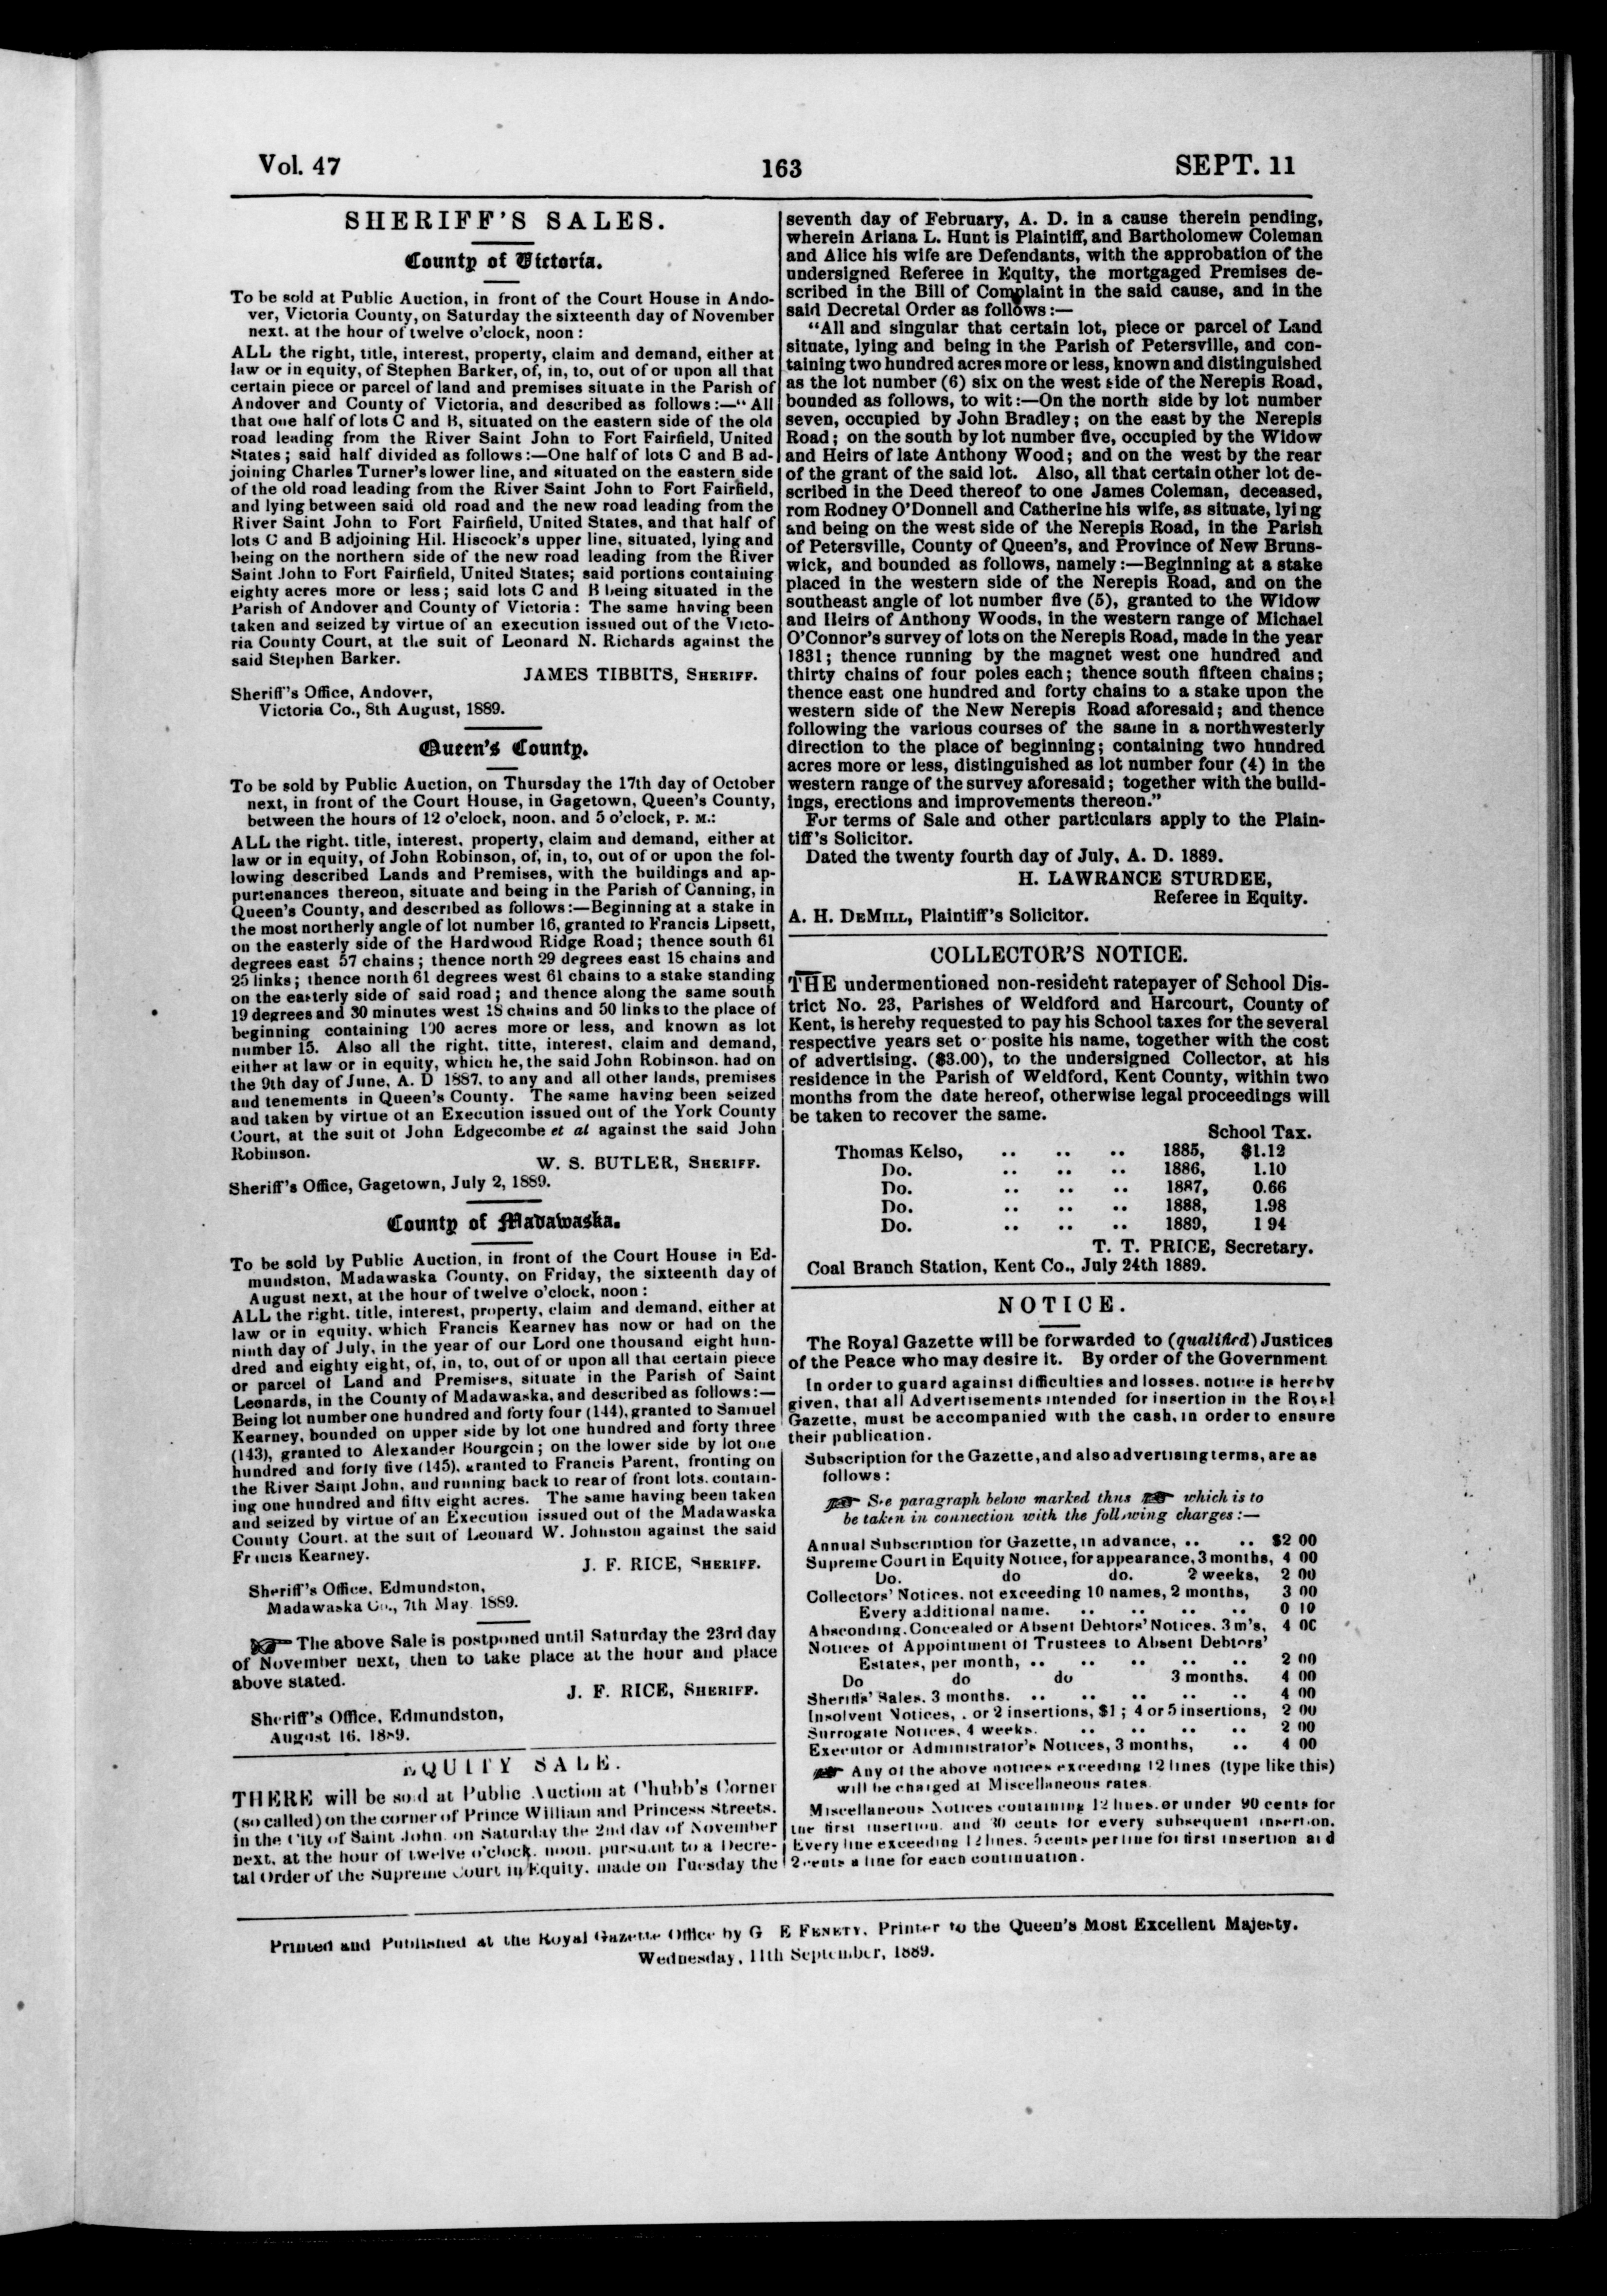 Vol. 47 163 SEPT. 11
SHERIFF'S SALES.
County of Victoria.
To be sold at Public Auction, in front of the Court House in Ando-
ver, Victoria County, on Saturday the sixteenth day of November
next. at the hour of twelve o'clock, noon :
ALL the right, title, interest, property, claim and demand, either at
law or in equity, of Stephen Barker, of, in, to, out of or upon all that
certain piece or parcel of land and premises situate in the Parish of
Andover and County of Victoria, and described as follows :—" All
that one half of lots C and B, situated on the eastern side of the old
road leading from the River Saint John to Fort Fairfield, United
States ; said half divided as follows :—One half of lots C and B ad-
joining Charles Turner's lower line, and situated on the eastern side
of the old road leading from the River Saint John to Fort Fairfield,
and lying between said old road and the new road leading from the
River Saint John to Fort Fairfield, United States, and that half of
lots C and B adjoining Hil. Hiscock's upper line, situated, lying and
being on the northern side of the new road leading from the River
Saint John to Fort Fairfield, United States; said portions containing
eighty acres more or less ; said lots C and B being situated in the
Parish of Andover and County of Victoria : The same having been
taken and seized by virtue of an execution issued out of the Victo-
ria County Court, at the suit of Leonard N. Richards against the
said Stephen Barker.
JAMES TIBBITS, SHERIFF.
Sheriff's Office, Andover,
Victoria Co., 8th August, 1889.
Queen's County.
To be sold by Public Auction, on Thursday the 17th day of October
next, in front of the Court House, in Gagetown, Queen's County,
between the hours of 12 o'clock, noon. and 5 o'clock, P. M.:
ALL the right. title, interest, property, claim and demand, either at
law or in equity, of John Robinson, of, in, to, out of or upon the fol-
lowing described Lands and Premises, with the buildings and ap-
purtenances thereon, situate and being in the Parish of Canning, in
Queen's County, and described as follows :—Beginning at a stake in
the most northerly angle of lot number 16, granted to Francis Lipsett,
on the easterly side of the Hardwood Ridge Road ; thence south 61
degrees east 57 chains ; thence north 29 degrees east 18 chains and
25 links ; thence north 61 degrees west 61 chains to a stake standing
on the easterly side of said road ; and thence along the same south
19 degrees and 30 minutes west 18 chains and 50 links to the place of
beginning containing 100 acres more or less, and known as lot
number 15. Also all the right. titte, interest. claim and demand,
either at law or in equity, which he, the said John Robinson. had on
the 9th day of June, A. D 1887. to any and all other lands, premises
and tenements in Queen's County. The same having been seized
and taken by virtue of an Execution issued out of the York County
Court, at the suit of John Edgecombe et al against the said John
Robinson.
W. S. BUTLER, SHERIFF.
Sheriff's Office, Gagetown, July 2, 1889.
County of Madawaska.
To be sold by Public Auction, in front of the Court House in Ed-
mundston, Madawaska County. on Friday, the sixteenth day of
August next, at the hour of twelve o'clock, noon :
ALL the right. title, interest, property, claim and demand, either at
law or in equity. which Francis Kearney has now or had on the
ninth day of July, in the year of our Lord one thousand eight hun-
dred and eighty eight, of, in, to, out of or upon all that certain piece
or parcel of Land and Premises, situate in the Parish of Saint
Leonards, in the County of Madawaska, and described as follows :—
Being lot number one hundred and forty four (144), granted to Samuel
Kearney, bounded on upper side by lot one hundred and forty three
(143), granted to Alexander Bourgoin ; on the lower side by lot one
hundred and forty five (145). granted to Francis Parent, fronting on
the River Saint John, and running back to rear of front lots. contain-
ing one hundred and fifty eight acres. The same having been taken
and seized by virtue of an Execution issued out of the Madawaska
County Court. at the suit of Leonard W. Johnston against the said
Francis Kearney.
J. F. RICE, SHERIFF.
Sheriff's Office, Edmundston,
Madawaska Co., 7th May 1889.
☞ The above Sale is postponed until Saturday the 23rd day
of November next, then to take place at the hour and place
above stated.
J. F. RICE, SHERIFF.
Sheriff's Office, Edmundston,
August 16, 1889.
EQUITY SALE.
THERE will be sold at Public Auction at Chubb's Corner
(so called) on the corner of Prince William and Princess Streets.
in the City of Saint John. on Saturday the 2nd day of November
next. at the hour of twelve o'clock. noon. pursuant to a Decre-
tal Order of the Supreme Court in Equity. made on Tuesday the
seventh day of February, A. D. in a cause therein pending,
wherein Ariana L. Hunt is Plaintiff, and Bartholomew Coleman
and Alice his wife are Defendants, with the approbation of the
undersigned Referee in Equity, the mortgaged Premises de-
scribed in the Bill of Complaint in the said cause, and in the
said Decretal Order as follows :—
"All and singular that certain lot, piece or parcel of Land
situate, lying and being in the Parish of Petersville, and con-
taining two hundred acres more or less, known and distinguished
as the lot number (6) six on the west side of the Nerepis Road,
bounded as follows, to wit :—On the north side by lot number
seven, occupied by John Bradley ; on the east by the Nerepis
Road ; on the south by lot number five, occupied by the Widow
and Heirs of late Anthony Wood ; and on the west by the rear
of the grant of the said lot. Also, all that certain other lot de-
scribed in the Deed thereof to one James Coleman, deceased,
rom Rodney O'Donnell and Catherine his wife, as situate, lying
and being on the west side of the Nerepis Road, in the Parish
of Petersville, County of Queen's, and Province of New Bruns-
wick, and bounded as follows, namely :—Beginning at a stake
placed in the western side of the Nerepis Road, and on the
southeast angle of lot number five (5), granted to the Widow
and Heirs of Anthony Woods, in the western range of Michael
O'Connor's survey of lots on the Nerepis Road, made in the year
1831 ; thence running by the magnet west one hundred and
thirty chains of four poles each ; thence south fifteen chains ;
thence east one hundred and forty chains to a stake upon the
western side of the New Nerepis Road aforesaid ; and thence
following the various courses of the same in a northwesterly
direction to the place of beginning ; containing two hundred
acres more or less, distinguished as lot number four (4) in the
western range of the survey aforesaid ; together with the build-
ings, erections and improvements thereon."
For terms of Sale and other particulars apply to the Plain-
tiff's Solicitor.
Dated the twenty fourth day of July, A. D. 1889.
H. LAWRANCE STURDEE,
Referee in Equity.
A. H. DEMILL, Plaintiff's Solicitor.
COLLECTOR'S NOTICE.
THE undermentioned non-resident ratepayer of School Dis-
trict No. 23, Parishes of Weldford and Harcourt, County of
Kent, is hereby requested to pay his School taxes for the several
respective years set o posite his name, together with the cost
of advertising. ($3.00), to the undersigned Collector, at his
residence in the Parish of Weldford, Kent County, within two
months from the date hereof, otherwise legal proceedings will
be taken to recover the same.
School Tax.
Thomas Kelso, .. .. .. 1885, $1.12
Do. .. .. .. 1886, 1.10
Do. .. .. .. 1887, 0.66
Do. .. .. .. 1888, 1.98
Do. .. .. .. 1889, 1 94
T. T. PRICE, Secretary.
Coal Branch Station, Kent Co., July 24th 1889.
NOTICE.
The Royal Gazette will be forwarded to (qualified) Justices
of the Peace who may desire it. By order of the Government
In order to guard against difficulties and losses. notice is hereby
given, that all Advertisements intended for insertion in the Royal
Gazette, must be accompanied with the cash, in order to ensure
their publication.
Subscription for the Gazette, and also advertising terms, are as
follows :
☞ See paragraph below marked thus ☞ which is to
be taken in connection with the following charges :—
Annual Subscription for Gazette, in advance, .. .. $2 00
Supreme Court in Equity Notice, for appearance, 3 months, 4 00
Do. do do. 2 weeks, 2 00
Collectors' Notices. not exceeding 10 names, 2 months, 3 00
Every additional name. .. .. .. .. 0 10
Absconding. Concealed or Absent Debtors' Notices. 3 m's, 4 00
Notices of Appointment of Trustees to Absent Debtors'
Estates, per month, .. .. .. .. .. 2 00
Do do do 3 months. 4 00
Sheriffs' Sales. 3 months. .. .. .. .. .. 4 00
Insolvent Notices, . or 2 insertions, $1 ; 4 or 5 insertions, 2 00
Surrogate Notices, 4 weeks. .. .. .. .. 2 00
Executor or Administrator's Notices, 3 months, .. 4 00
☞ Any of the above notices exceeding 12 lines (type like this)
will be charged at Miscellaneous rates.
Miscellaneous Notices containing 12 lines. or under 90 cents for
the first insertion. and 30 cents for every subsequent insertion.
Every line exceeding 12 lines. 5 cents per line for first insertion and
2 cents a line for each continuation.
Printed and Published at the Royal Gazette Office by G E FENETY, Printer to the Queen's Most Excellent Majesty.
Wednesday, 11th September, 1889.